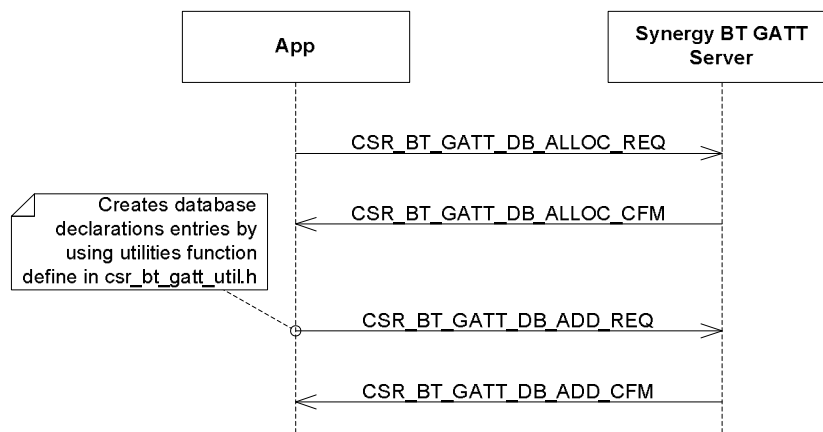 App
Synergy BT GATT
Server
CSR_BT_GATT_DB_ALLOC_REQ
CSR_BT_GATT_DB_ALLOC_CFM
Creates database
declarations entries by
using utilities function
define in csr_bt_gatt_util.h
CSR_BT_GATT_DB_ADD_REQ
CSR_BT_GATT_DB_ADD_CFM